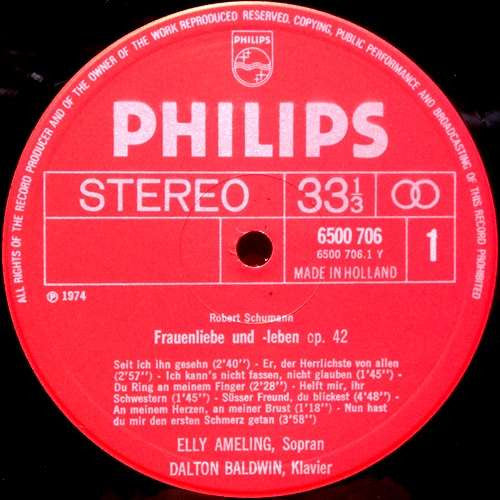 ALL RIGHTS OF THE RECORD PRODUCER AND OF THE OWNER OF THE WORK REPRODUCED RESERVED. COPYING, PUBLIC PERFORMANCE AND BROADCASTING OF THIS RECORD PROHIBITED
PHILIPS
PHILIPS
STEREO 33 1/3
6500 706
6500 706.1 Y
1
MADE IN HOLLAND
Ⓟ 1974
Robert Schumann
Frauenliebe und -leben op. 42
Seit ich ihn gesehn (2'40'') - Er, der Herrlichste von allen
(2'57'') - Ich kann's nicht fassen, nicht glauben (1'45'') -
Du Ring an meinem Finger (2'28'') - Helft mir, ihr
Schwestern (1'45'') - Süsser Freund, du blickest (4'48'') -
An meinem Herzen, an meiner Brust (1'18'') - Nun hast
du mir den ersten Schmerz getan (3'58'')
ELLY AMELING, Sopran
DALTON BALDWIN, Klavier